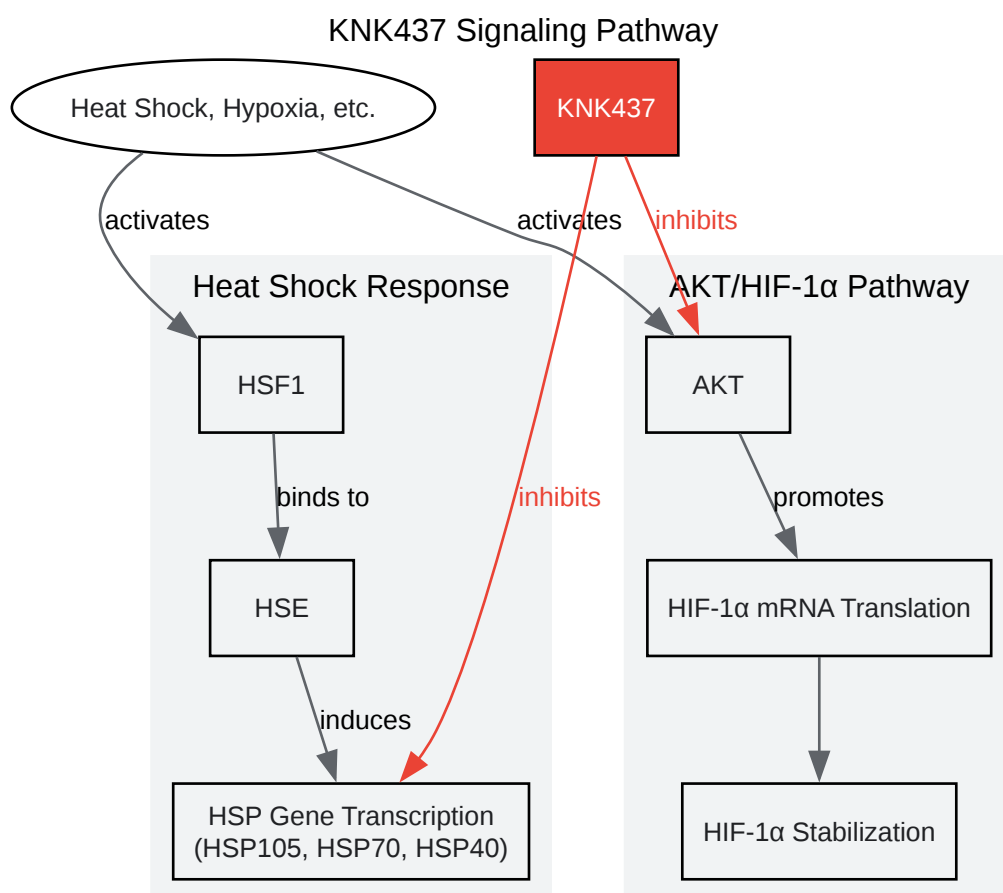 KNK437 Signaling Pathway
Heat Shock, Hypoxia, etc.
KNK437
activates
activates
inhibits
Heat Shock Response
AKT/HIF-1α Pathway
HSF1
AKT
binds to
inhibits
promotes
HSE
HIF-1α mRNA Translation
induces
HSP Gene Transcription
(HSP105, HSP70, HSP40)
HIF-1α Stabilization